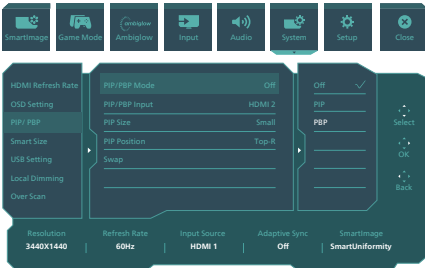 ambiglow
SmartImage Game Mode Ambiglow Input Audio System Setup Close
HDMI Refresh Rate PIP/PBP Mode Off Off
OSD Setting PIP/PBP Input HDMI 2 PIP
PIP/ PBP PIP Size Small PBP
Smart Size PIP Position Top-R
USB Setting Swap
Local Dimming
Over Scan
Select
OK
Back
Resolution Refresh Rate Input Source Adaptive Sync SmartImage
3440X1440 | 60Hz | HDMI 1 | Off | SmartUniformity